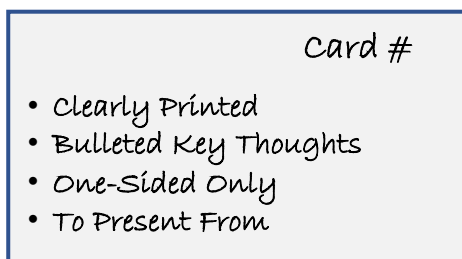 Card #
• Clearly Printed
• Bulleted Key Thoughts
• One-Sided Only
• To Present From